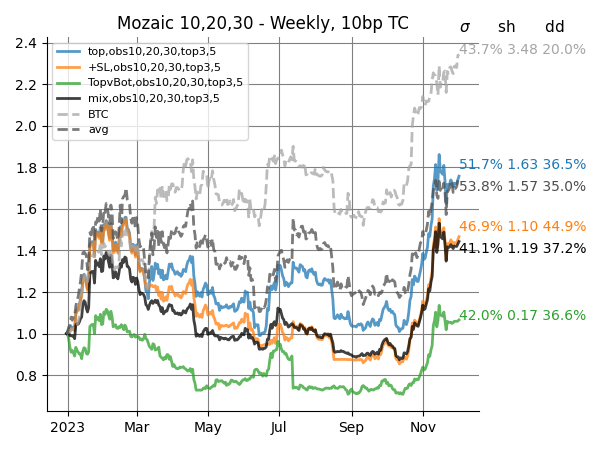 Mozaic 10,20,30 - Weekly, 10bp TC
σ sh dd
top,obs10,20,30,top3,5
+SL,obs10,20,30,top3,5
TopvBot,obs10,20,30,top3,5
mix,obs10,20,30,top3,5
BTC
avg
43.7% 3.48 20.0%
51.7% 1.63 36.5%
53.8% 1.57 35.0%
46.9% 1.10 44.9%
41.1% 1.19 37.2%
42.0% 0.17 36.6%
2.4
2.2
2.0
1.8
1.6
1.4
1.2
1.0
0.8
2023 Mar May Jul Sep Nov